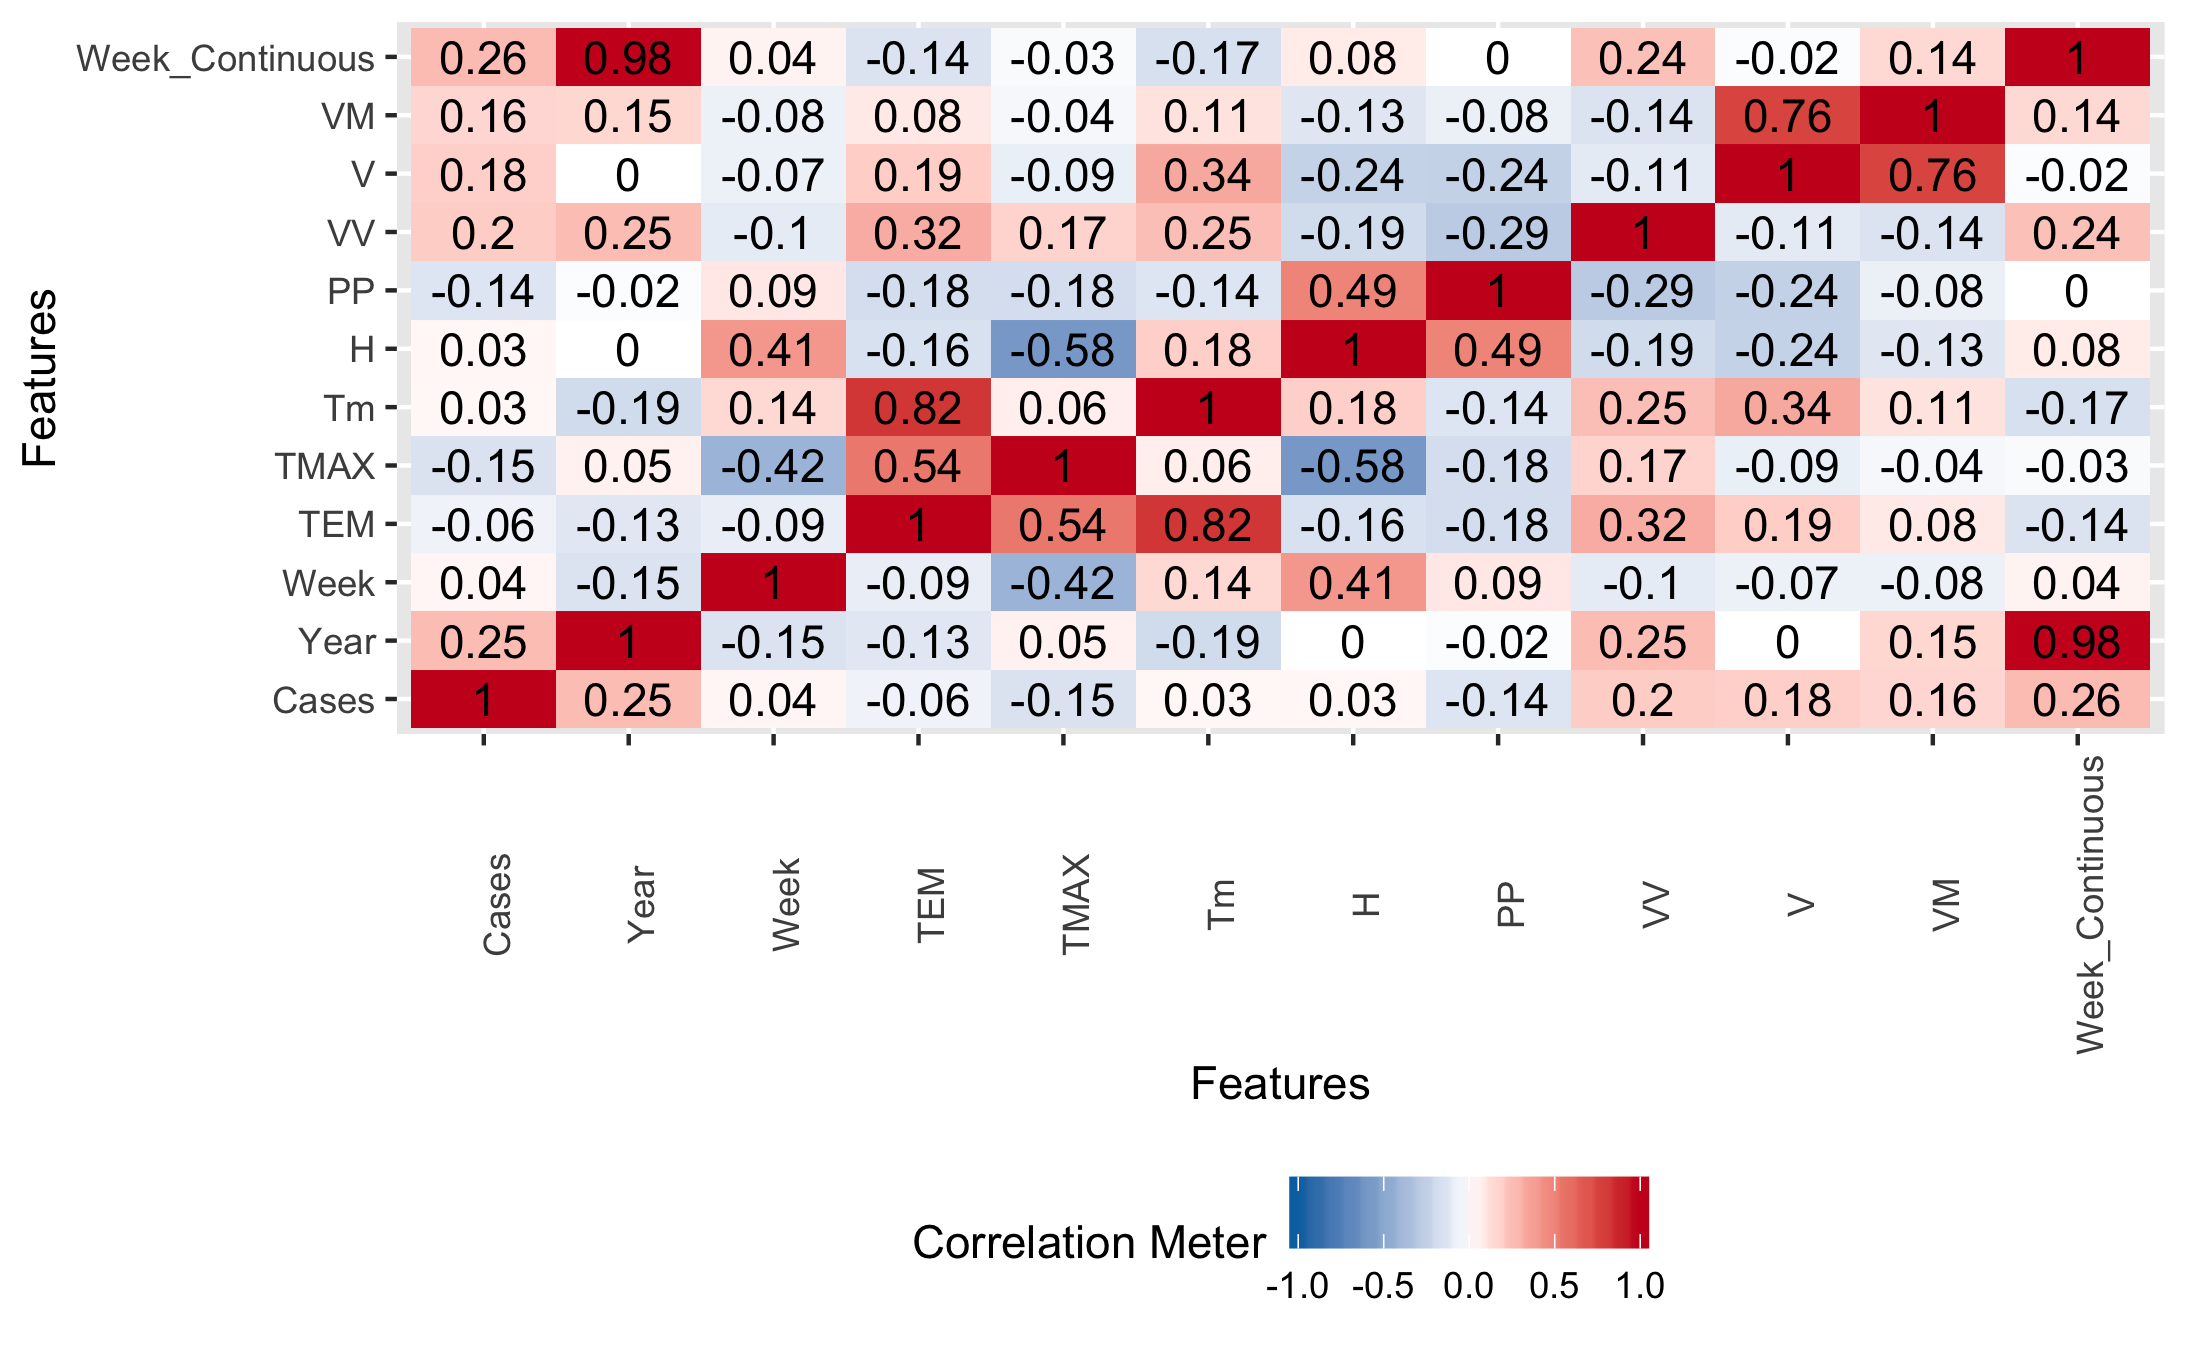 Week_Continuous 0.26 0.98 0.04 -0.14 -0.03 -0.17 0.08 0 0.24 -0.02 0.14 1
VM 0.16 0.15 -0.08 0.08 -0.04 0.11 -0.13 -0.08 -0.14 0.76 1 0.14
V 0.18 0 -0.07 0.19 -0.09 0.34 -0.24 -0.24 -0.11 1 0.76 -0.02
VV 0.2 0.25 -0.1 0.32 0.17 0.25 -0.19 -0.29 1 -0.11 -0.14 0.24
PP -0.14 -0.02 0.09 -0.18 -0.18 -0.14 0.49 1 -0.29 -0.24 -0.08 0
H 0.03 0 0.41 -0.16 -0.58 0.18 1 0.49 -0.19 -0.24 -0.13 0.08
Tm 0.03 -0.19 0.14 0.82 0.06 1 0.18 -0.14 0.25 0.34 0.11 -0.17
TMAX -0.15 0.05 -0.42 0.54 1 0.06 -0.58 -0.18 0.17 -0.09 -0.04 -0.03
TEM -0.06 -0.13 -0.09 1 0.54 0.82 -0.16 -0.18 0.32 0.19 0.08 -0.14
Week 0.04 -0.15 1 -0.09 -0.42 0.14 0.41 0.09 -0.1 -0.07 -0.08 0.04
Year 0.25 1 -0.15 -0.13 0.05 -0.19 0 -0.02 0.25 0 0.15 0.98
Cases 1 0.25 0.04 -0.06 -0.15 0.03 0.03 -0.14 0.2 0.18 0.16 0.26
Features
Cases Year Week TEM TMAX Tm H PP VV V VM Week_Continuous
Features
Correlation Meter
-1.0 -0.5 0.0 0.5 1.0